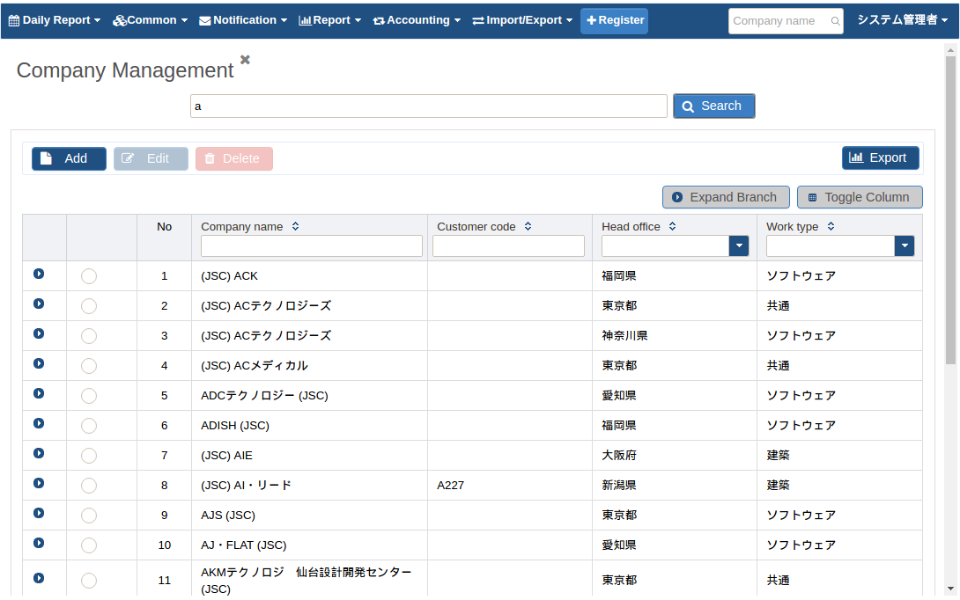 Daily Report Common Notification Report Accounting Import/Export Register Company name システム管理者
Company Management
a Search
Add Edit Delete Export
Expand Branch Toggle Column
No Company name Customer code Head office Work type
1 (JSC) ACK 福岡県 ソフトウェア
2 (JSC) ACテクノロジーズ 東京都 共通
3 (JSC) ACテクノロジーズ 神奈川県 ソフトウェア
4 (JSC) ACメディカル 東京都 共通
5 ADCテクノロジー (JSC) 愛知県 ソフトウェア
6 ADISH (JSC) 福岡県 ソフトウェア
7 (JSC) AIE 大阪府 建築
8 (JSC) AI・リード A227 新潟県 建築
9 AJS (JSC) 東京都 ソフトウェア
10 AJ・FLAT (JSC) 愛知県 ソフトウェア
11 AKMテクノロジ　仙台設計開発センター 東京都 共通
(JSC)